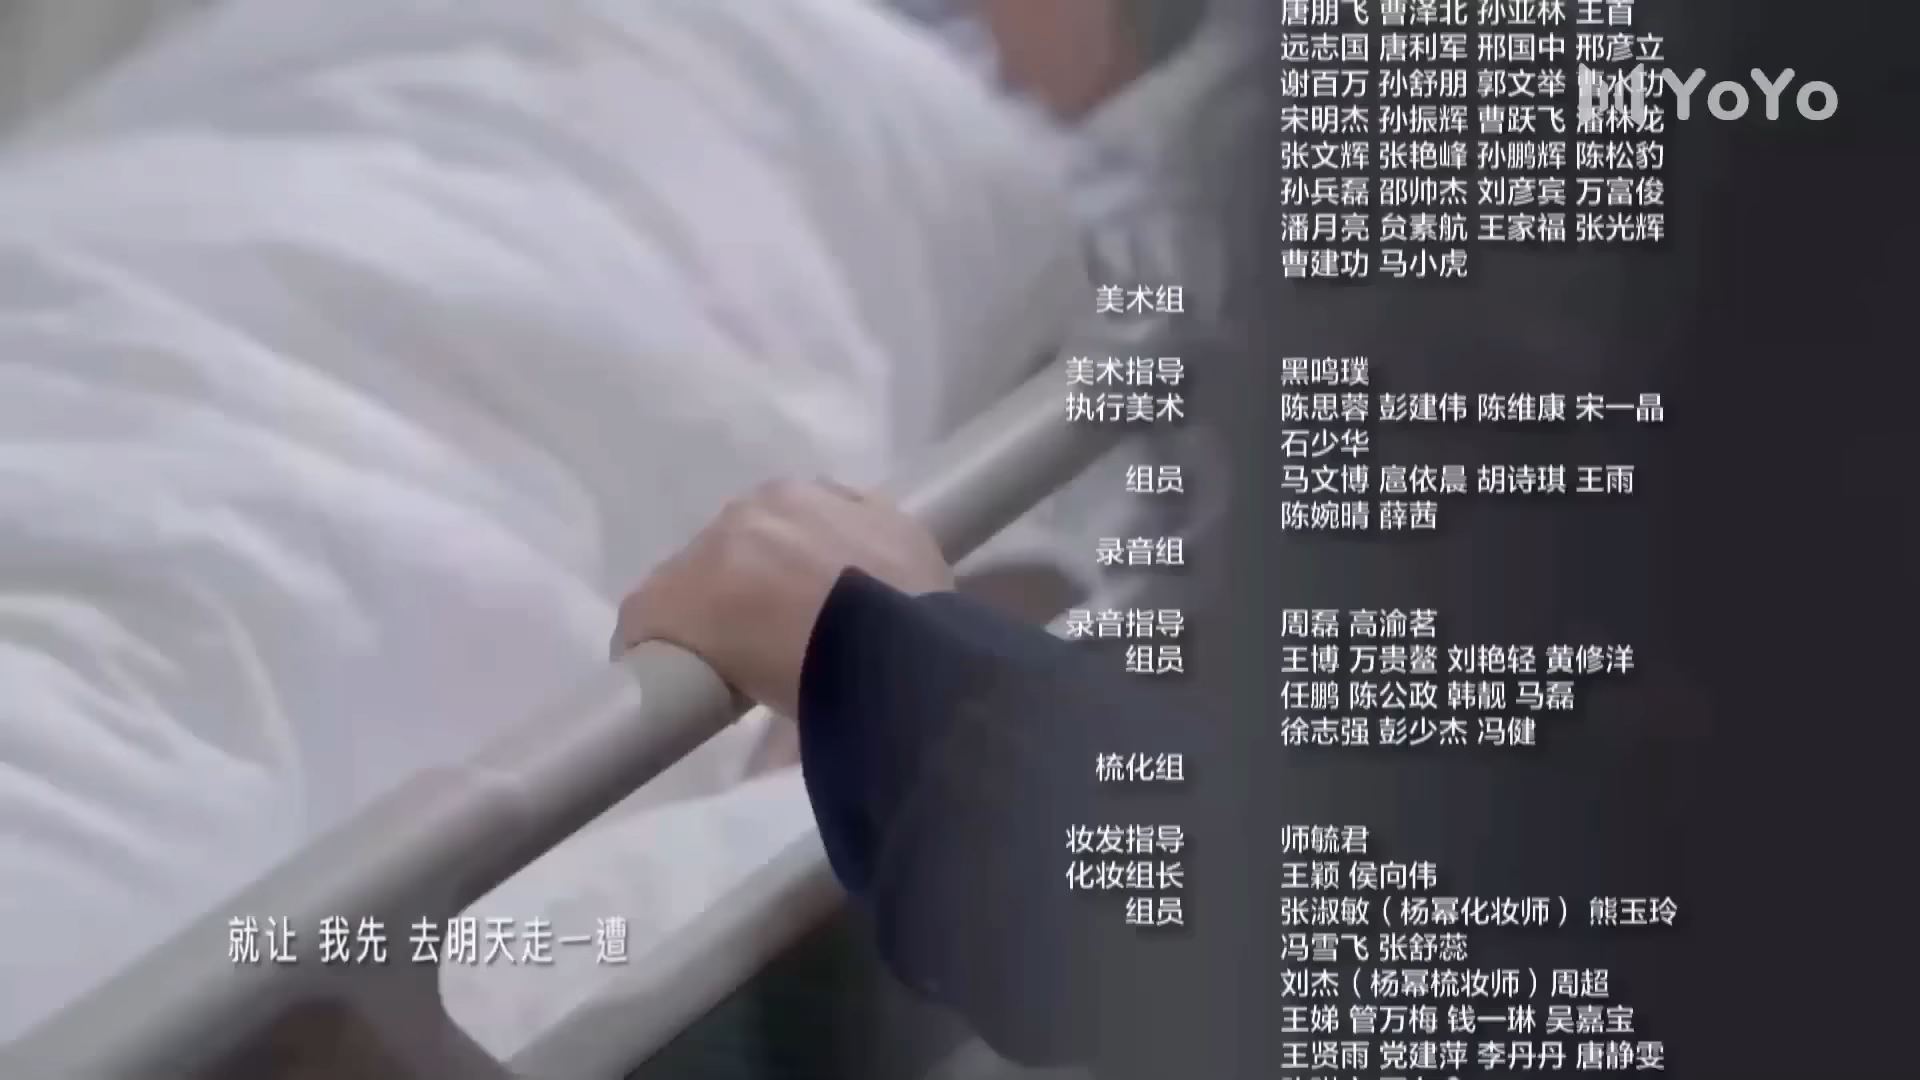 唐朋飞 曹泽北 孙亚林 王首
远志国 唐利军 邢国中 邢彦立
谢百万 孙舒朋 郭文举 曹水功
YoYo
宋明杰 孙振辉 曹跃飞 潘林龙
张文辉 张艳峰 孙鹏辉 陈松豹
孙兵磊 邵帅杰 刘彦宾 万富俊
潘月亮 贠素航 王家福 张光辉
曹建功 马小虎
美术组
美术指导 黑鸣璞
执行美术 陈思蓉 彭建伟 陈维康 宋一晶
石少华
组员 马文博 扈依晨 胡诗琪 王雨
陈婉晴 薛茜
录音组
录音指导 周磊 高渝茗
组员 王博 万贵鳌 刘艳轻 黄修洋
任鹏 陈公政 韩靓 马磊
徐志强 彭少杰 冯健
梳化组
妆发指导 师毓君
化妆组长 王颖 侯向伟
组员 张淑敏（杨幂化妆师） 熊玉玲
冯雪飞 张舒蕊
刘杰（杨幂梳妆师）周超
王娣 管万梅 钱一琳 吴嘉宝
王贤雨 党建萍 李丹丹 唐静雯
就让 我先 去明天走一遭